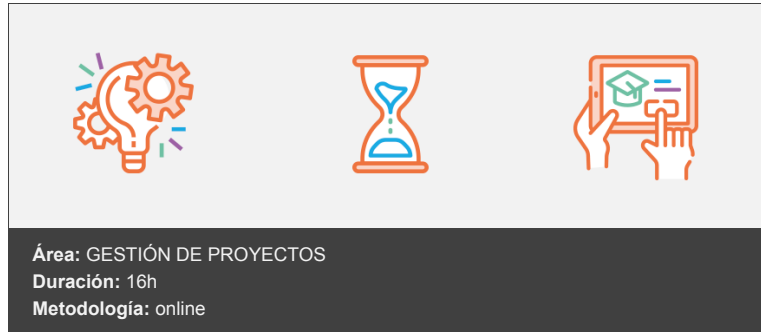 Área: GESTIÓN DE PROYECTOS
Duración: 16h
Metodología: online